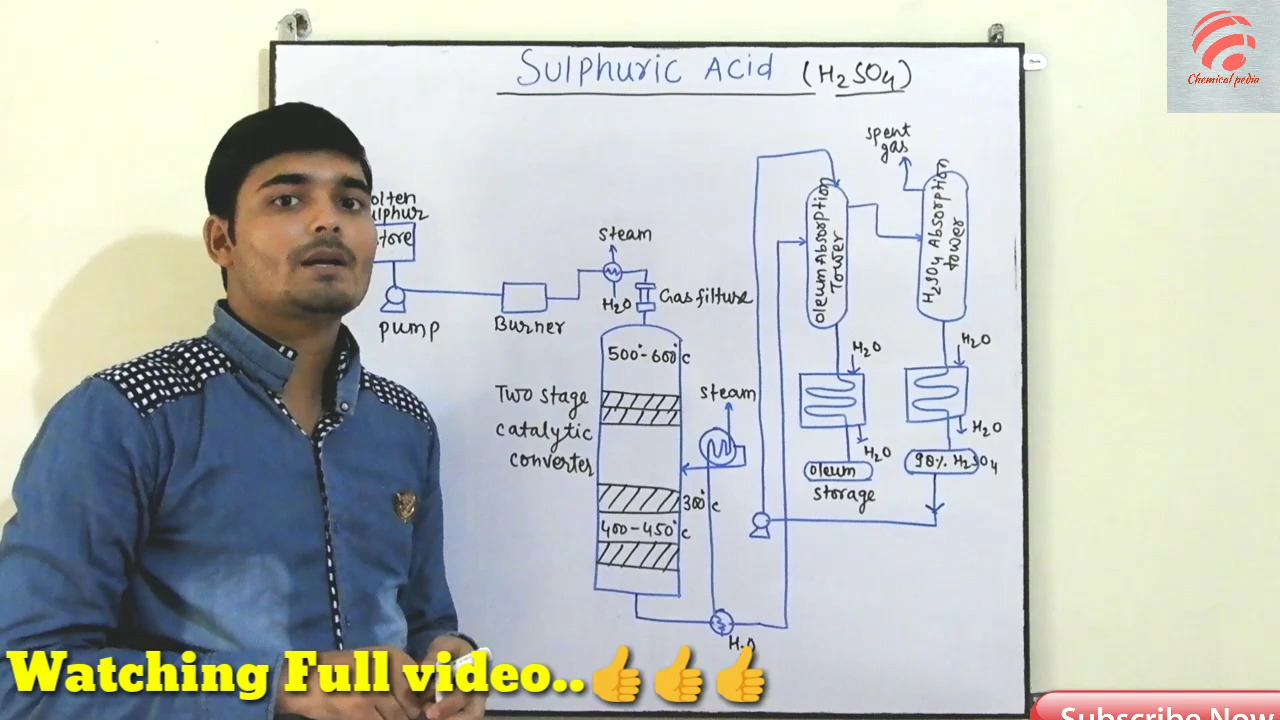 Sulphuric Acid (H2SO4)
Chemical pedia
spent
gas
olten
ulphur
tore
pump
Burner
steam
H2O
Gas filture
500°-600°c
Two stage
catalytic
converter
steam
300°c
400-450°c
H2O
Oleum Absorption
Tower
H2SO4 Absorption
tower
H2O
H2O
H2O
H2O
Oleum
storage
98% H2SO4
Watching Full video..👍👍👍
Subscribe Now